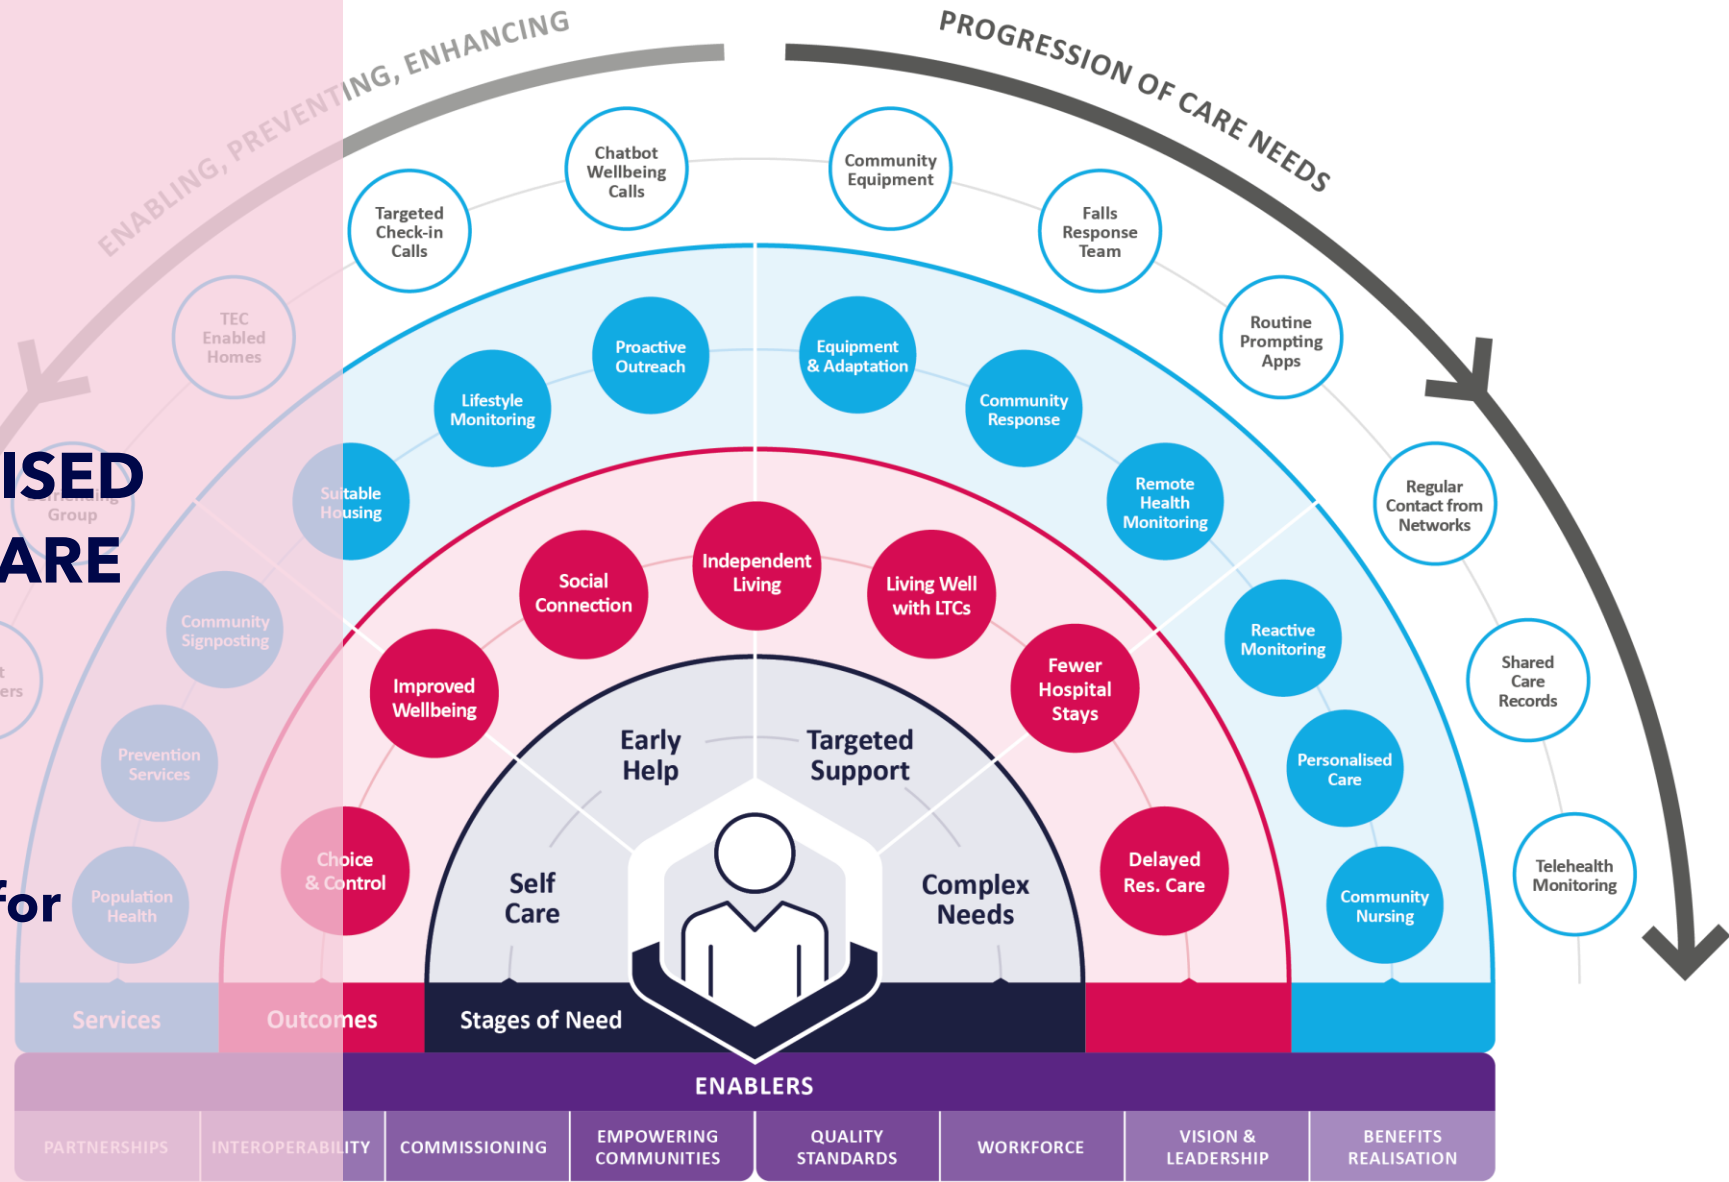 ENABLING, PREVENTING, ENHANCING
PROGRESSION OF CARE NEEDS
Chatbot
Wellbeing
Calls
Community
Equipment
Targeted
Check-in
Calls
Falls
Response
Team
TEC
Enabled
Homes
Routine
Prompting
Apps
Group
Regular
Contact from
Networks
Shared
Care
Records
Telehealth
Monitoring
ISED
ARE
for
Proactive
Outreach
Equipment
& Adaptation
Lifestyle
Monitoring
Community
Response
Suitable
Housing
Remote
Health
Monitoring
Community
Signposting
Reactive
Monitoring
Prevention
Services
Personalised
Care
Population
Health
Community
Nursing
Independent
Living
Social
Connection
Living Well
with LTCs
Improved
Wellbeing
Fewer
Hospital
Stays
Choice
& Control
Delayed
Res. Care
Early
Help
Targeted
Support
Self
Care
Complex
Needs
Services
Outcomes
Stages of Need
ENABLERS
PARTNERSHIPS
INTEROPERABILITY
COMMISSIONING
EMPOWERING
COMMUNITIES
QUALITY
STANDARDS
WORKFORCE
VISION &
LEADERSHIP
BENEFITS
REALISATION